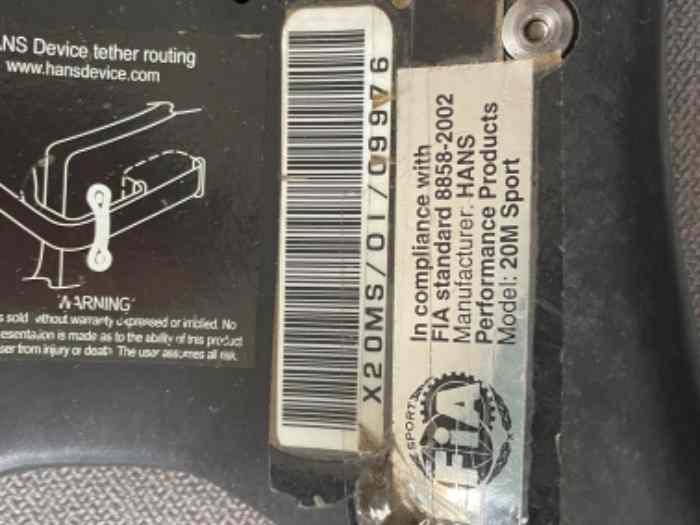 ANS Device tether routing
www.hansdevice.com
WARNING
s sold without warranty expressed or implied. No
esentation is made as to the ability of this product
ser from injury or death. The user assumes all risk.
X20MS/01/09976
In compliance with
FIA standard 8858-2002
Manufacturer: HANS
Performance Products
Model: 20M Sport
SPORT
FIA